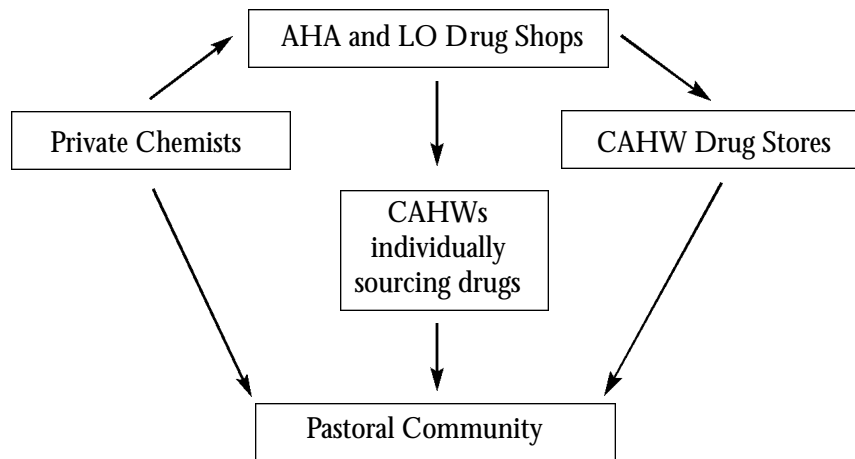 AHA and LO Drug Shops
Private Chemists
CAHW Drug Stores
CAHWs
individually
sourcing drugs
Pastoral Community